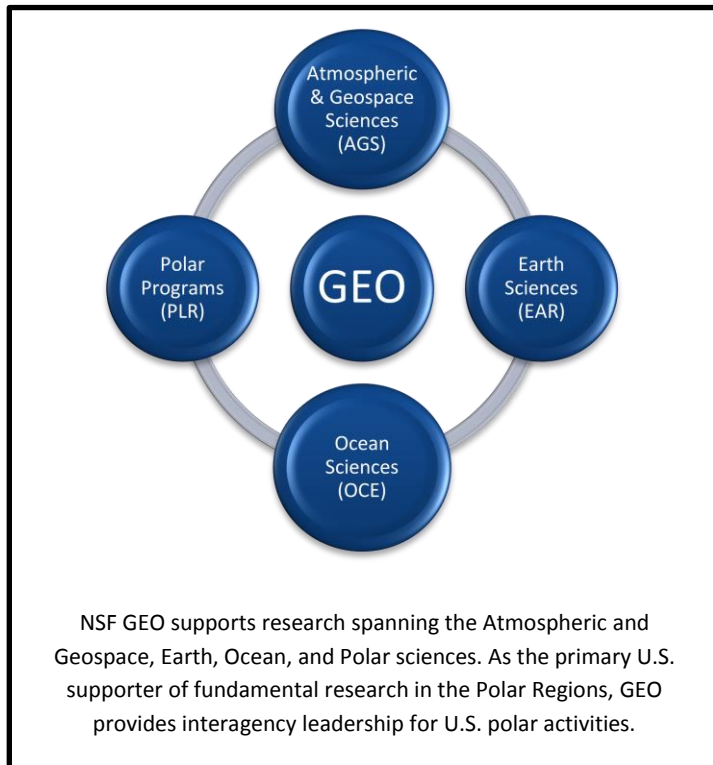 Atmospheric
& Geospace
Sciences
(AGS)
Polar
Programs
(PLR)
GEO
Earth
Sciences
(EAR)
Ocean
Sciences
(OCE)
NSF GEO supports research spanning the Atmospheric and
Geospace, Earth, Ocean, and Polar sciences. As the primary U.S.
supporter of fundamental research in the Polar Regions, GEO
provides interagency leadership for U.S. polar activities.